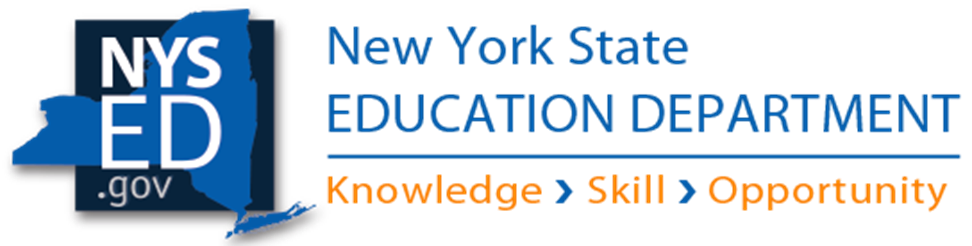 NYS
ED
.gov
New York State
EDUCATION DEPARTMENT
Knowledge › Skill › Opportunity